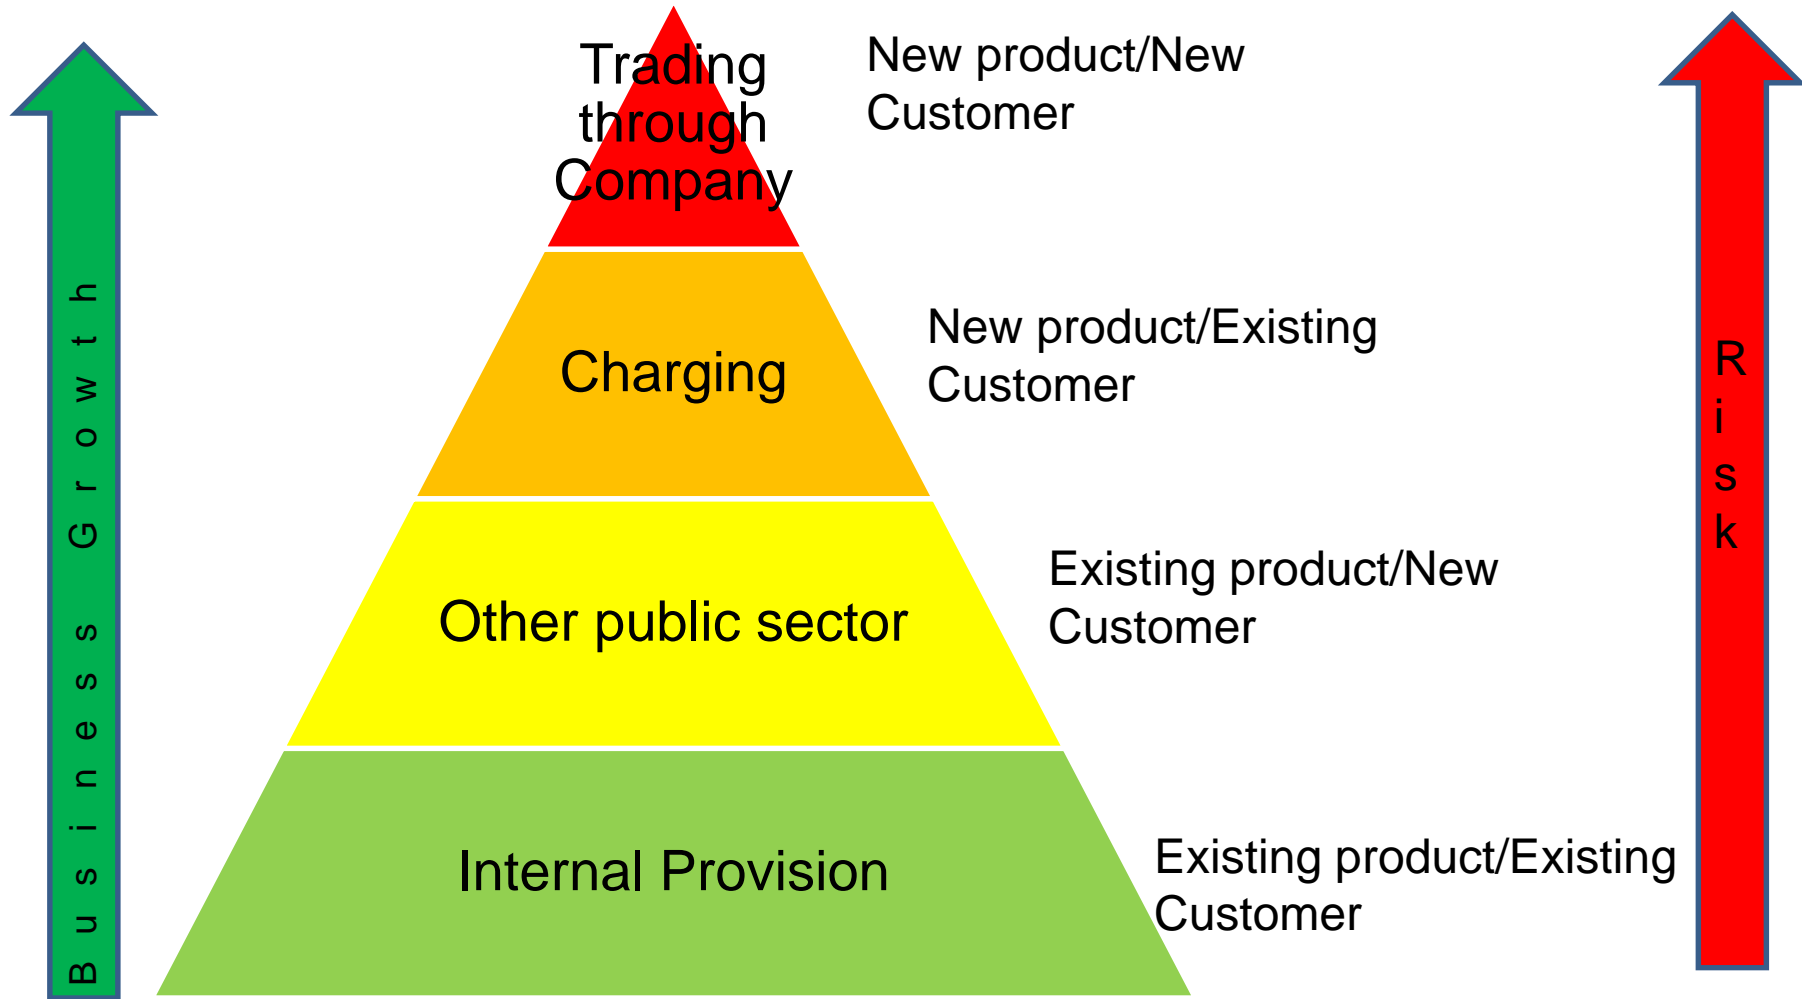 Trading
through
Company
New product/New
Customer
Charging
New product/Existing
Customer
Other public sector
Existing product/New
Customer
Internal Provision
Existing product/Existing
Customer
Business Growth
Risk